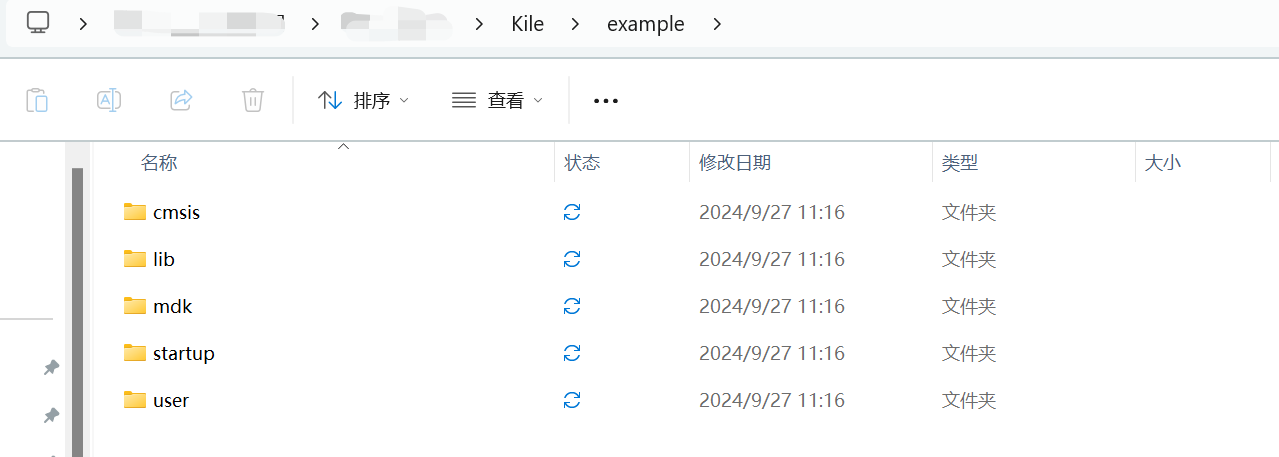 Kile example
排序 查看
名称 状态 修改日期 类型 大小
cmsis 2024/9/27 11:16 文件夹
lib 2024/9/27 11:16 文件夹
mdk 2024/9/27 11:16 文件夹
startup 2024/9/27 11:16 文件夹
user 2024/9/27 11:16 文件夹